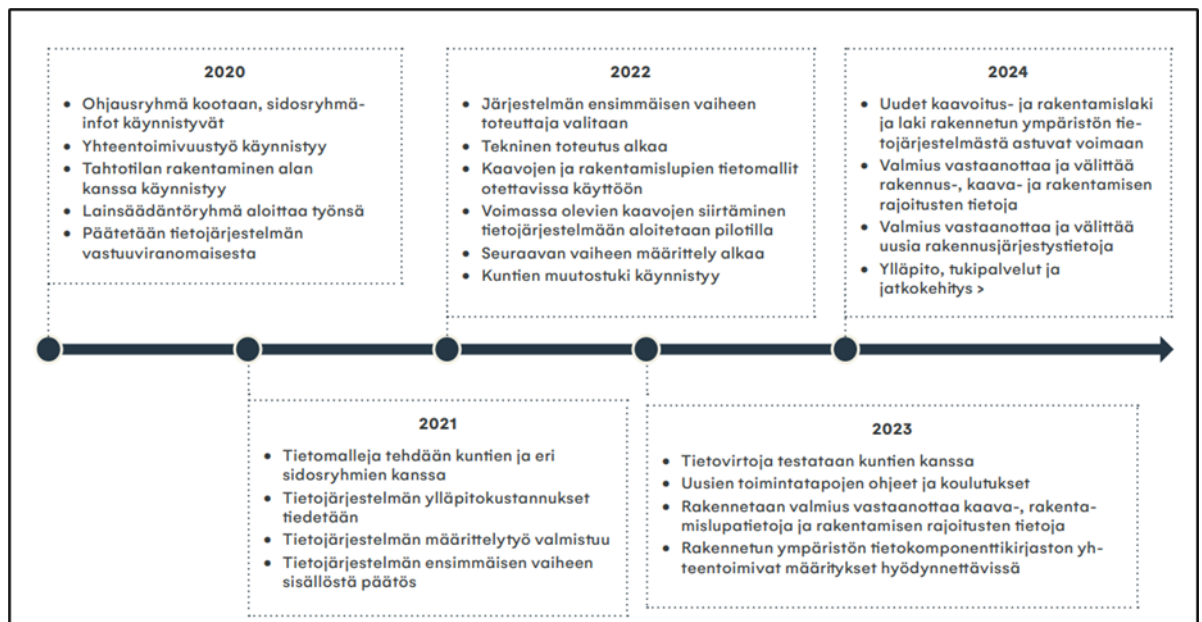 2020
• Ohjausryhmä kootaan, sidosryhmä-
infot käynnistyvät
• Yhteentoimivuustyö käynnistyy
• Tahtotilan rakentaminen alan
kanssa käynnistyy
• Lainsäädäntöryhmä aloittaa työnsä
• Päätetään tietojärjestelmän
vastuuviranomaisesta
2022
• Järjestelmän ensimmäisen vaiheen
toteuttaja valitaan
• Tekninen toteutus alkaa
• Kaavojen ja rakentamislupien tietomallit
otettavissa käyttöön
• Voimassa olevien kaavojen siirtäminen
tietojärjestelmään aloitetaan pilotilla
• Seuraavan vaiheen määrittely alkaa
• Kuntien muutostuki käynnistyy
2024
• Uudet kaavoitus- ja rakentamislaki
ja laki rakennetun ympäristön tie-
tojärjestelmästä astuvat voimaan
• Valmius vastaanottaa ja välittää
rakennus-, kaava- ja rakentamisen
rajoitusten tietoja
• Valmius vastaanottaa ja välittää
uusia rakennusjärjestystietoja
• Ylläpito, tukipalvelut ja
jatkokehitys >
2021
• Tietomalleja tehdään kuntien ja eri
sidosryhmien kanssa
• Tietojärjestelmän ylläpitokustannukset
tiedetään
• Tietojärjestelmän määrittelytyö valmistuu
• Tietojärjestelmän ensimmäisen vaiheen
sisällöstä päätös
2023
• Tietovirtoja testataan kuntien kanssa
• Uusien toimintatapojen ohjeet ja koulutukset
• Rakennetaan valmius vastaanottaa kaava-, rakenta-
mislupatietoja ja rakentamisen rajoitusten tietoja
• Rakennetun ympäristön tietokomponenttikirjaston yh-
teentoimivat määritykset hyödynnettävissä